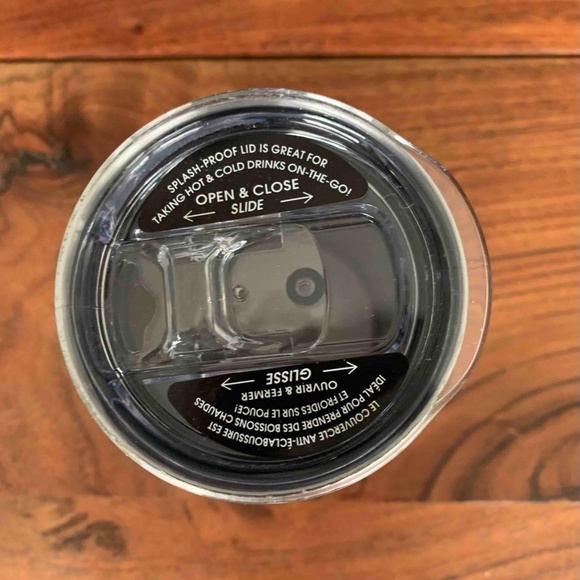 SPLASH-PROOF LID IS GREAT FOR
TAKING HOT & COLD DRINKS ON-THE-GO!
OPEN & CLOSE
SLIDE
GLISSE
OUVRIR & FERMER
ET FROIDES SUR LE POUCE!
IDÉAL POUR PRENDRE DES BOISSONS CHAUDES
LE COUVERCLE ANTI-ÉCLABOUSSURE EST